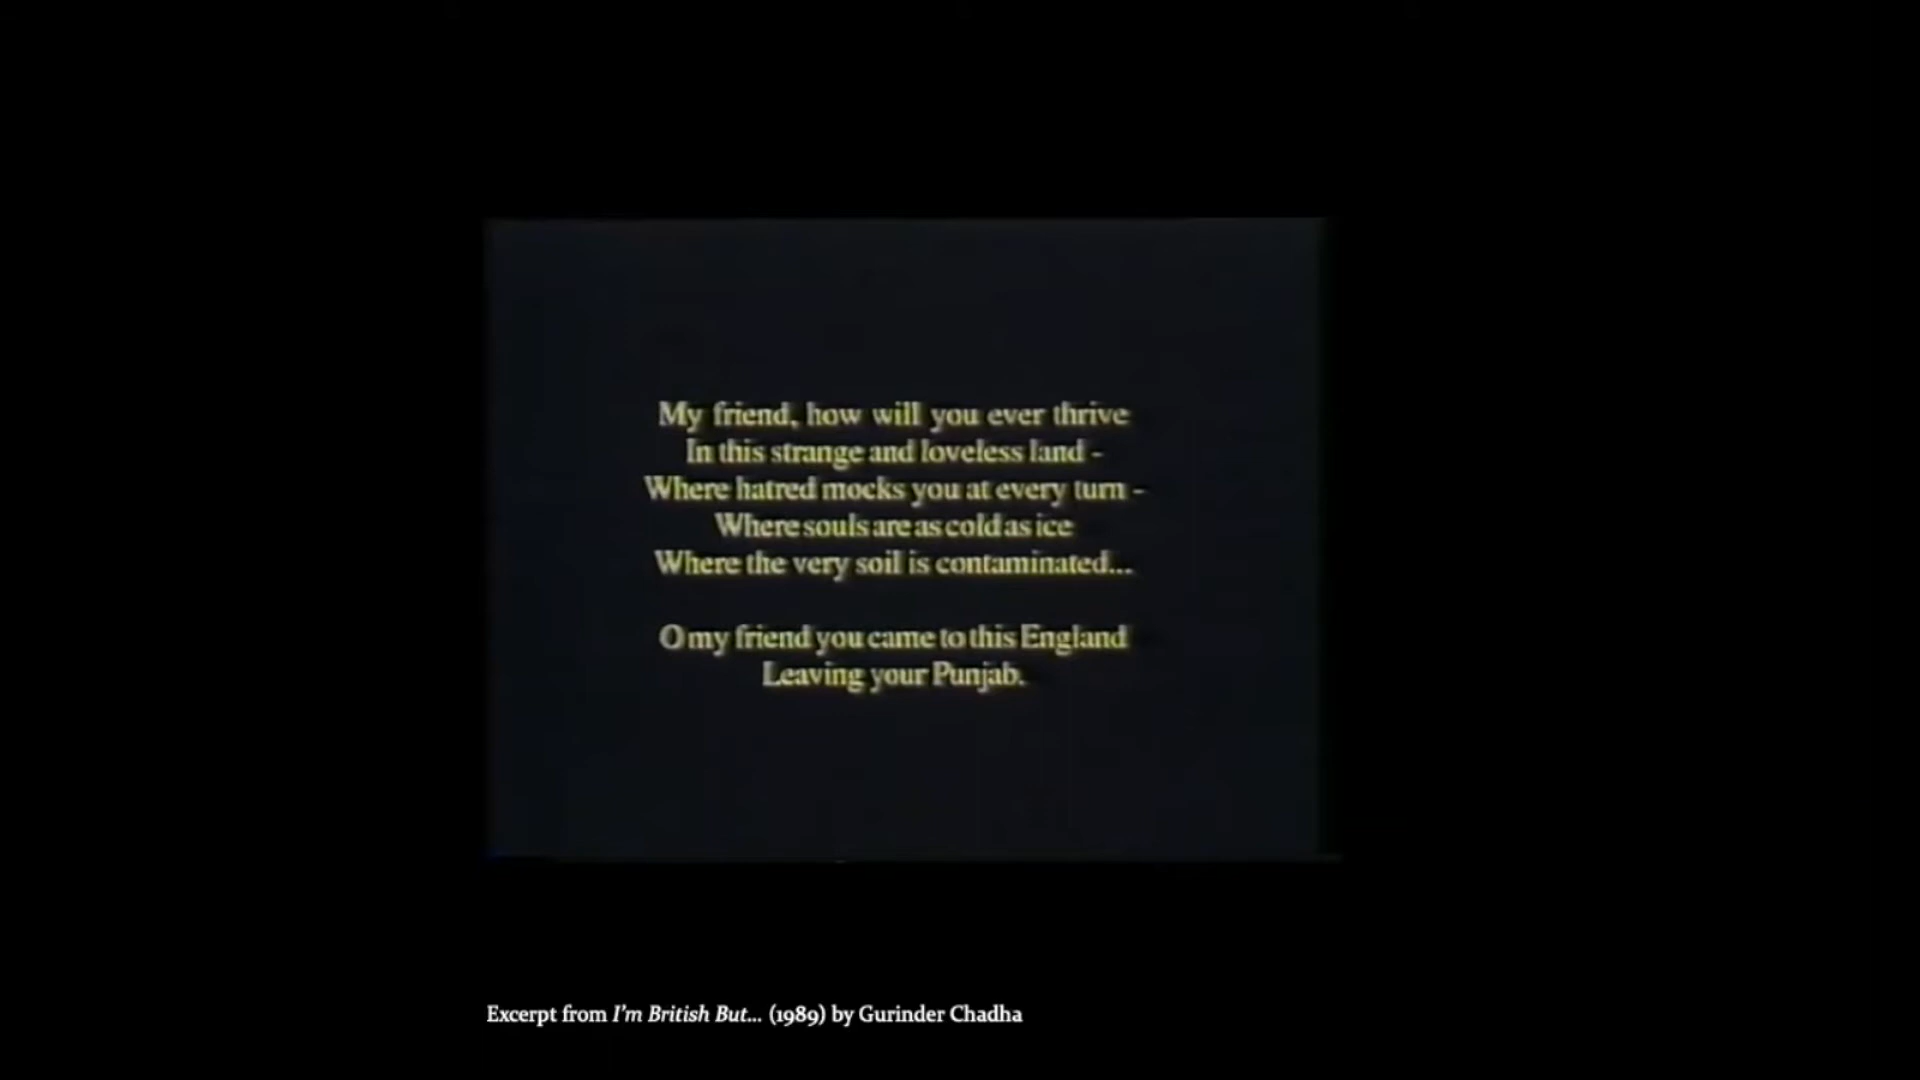 My friend, how will you ever thrive
In this strange and loveless land -
Where hatred mocks you at every turn -
Where souls are as cold as ice
Where the very soil is contaminated...
O my friend you came to this England
Leaving your Punjab.
Excerpt from I'm British But... (1989) by Gurinder Chadha